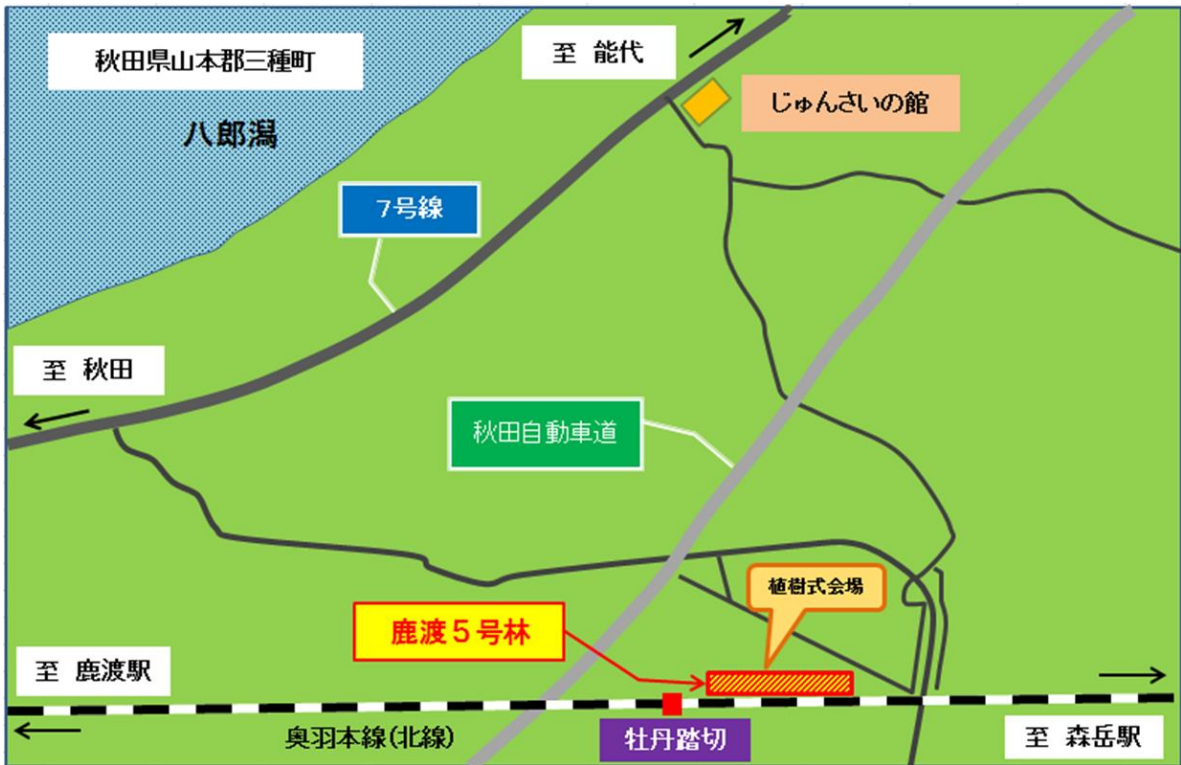 秋田県山本郡三種町
八郎潟
至 能代
じゅんさいの館
7号線
至 秋田
秋田自動車道
植樹式会場
鹿渡5号林
至 鹿渡駅
奥羽本線(北線)
牡丹踏切
至 森岳駅